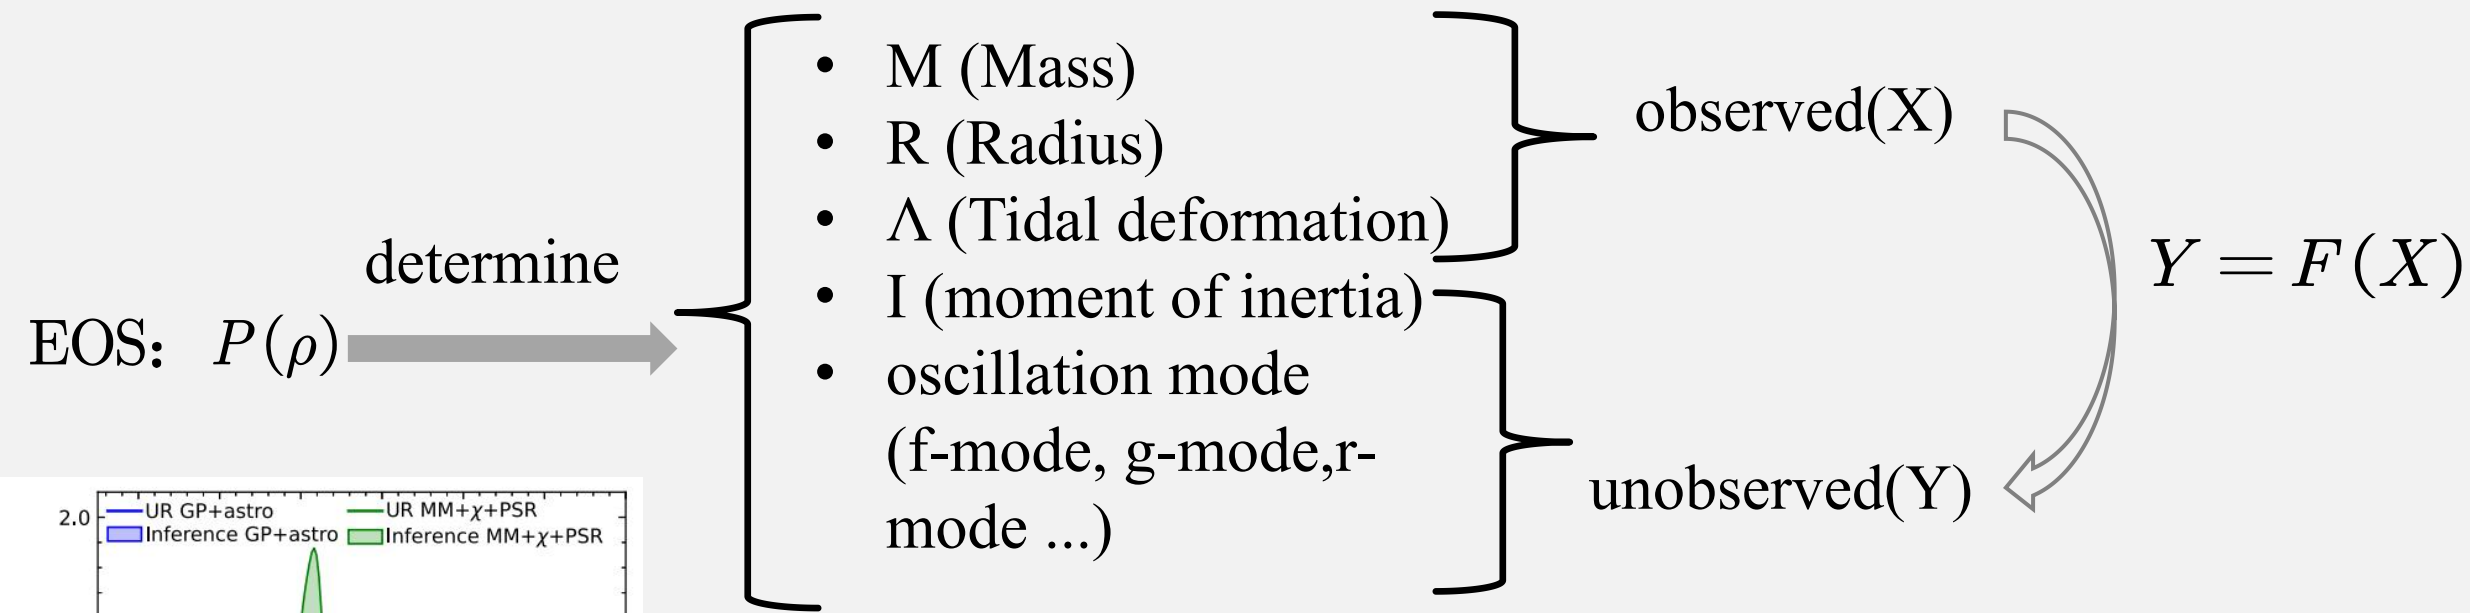 • M (Mass)
• R (Radius)
• Λ (Tidal deformation)
• I (moment of inertia)
• oscillation mode
(f-mode, g-mode,r-
mode ...)
observed(X)
unobserved(Y)
Y = F(X)
determine
EOS: P(ρ)
2.0
UR GP+astro
UR MM+χ+PSR
Inference GP+astro
Inference MM+χ+PSR